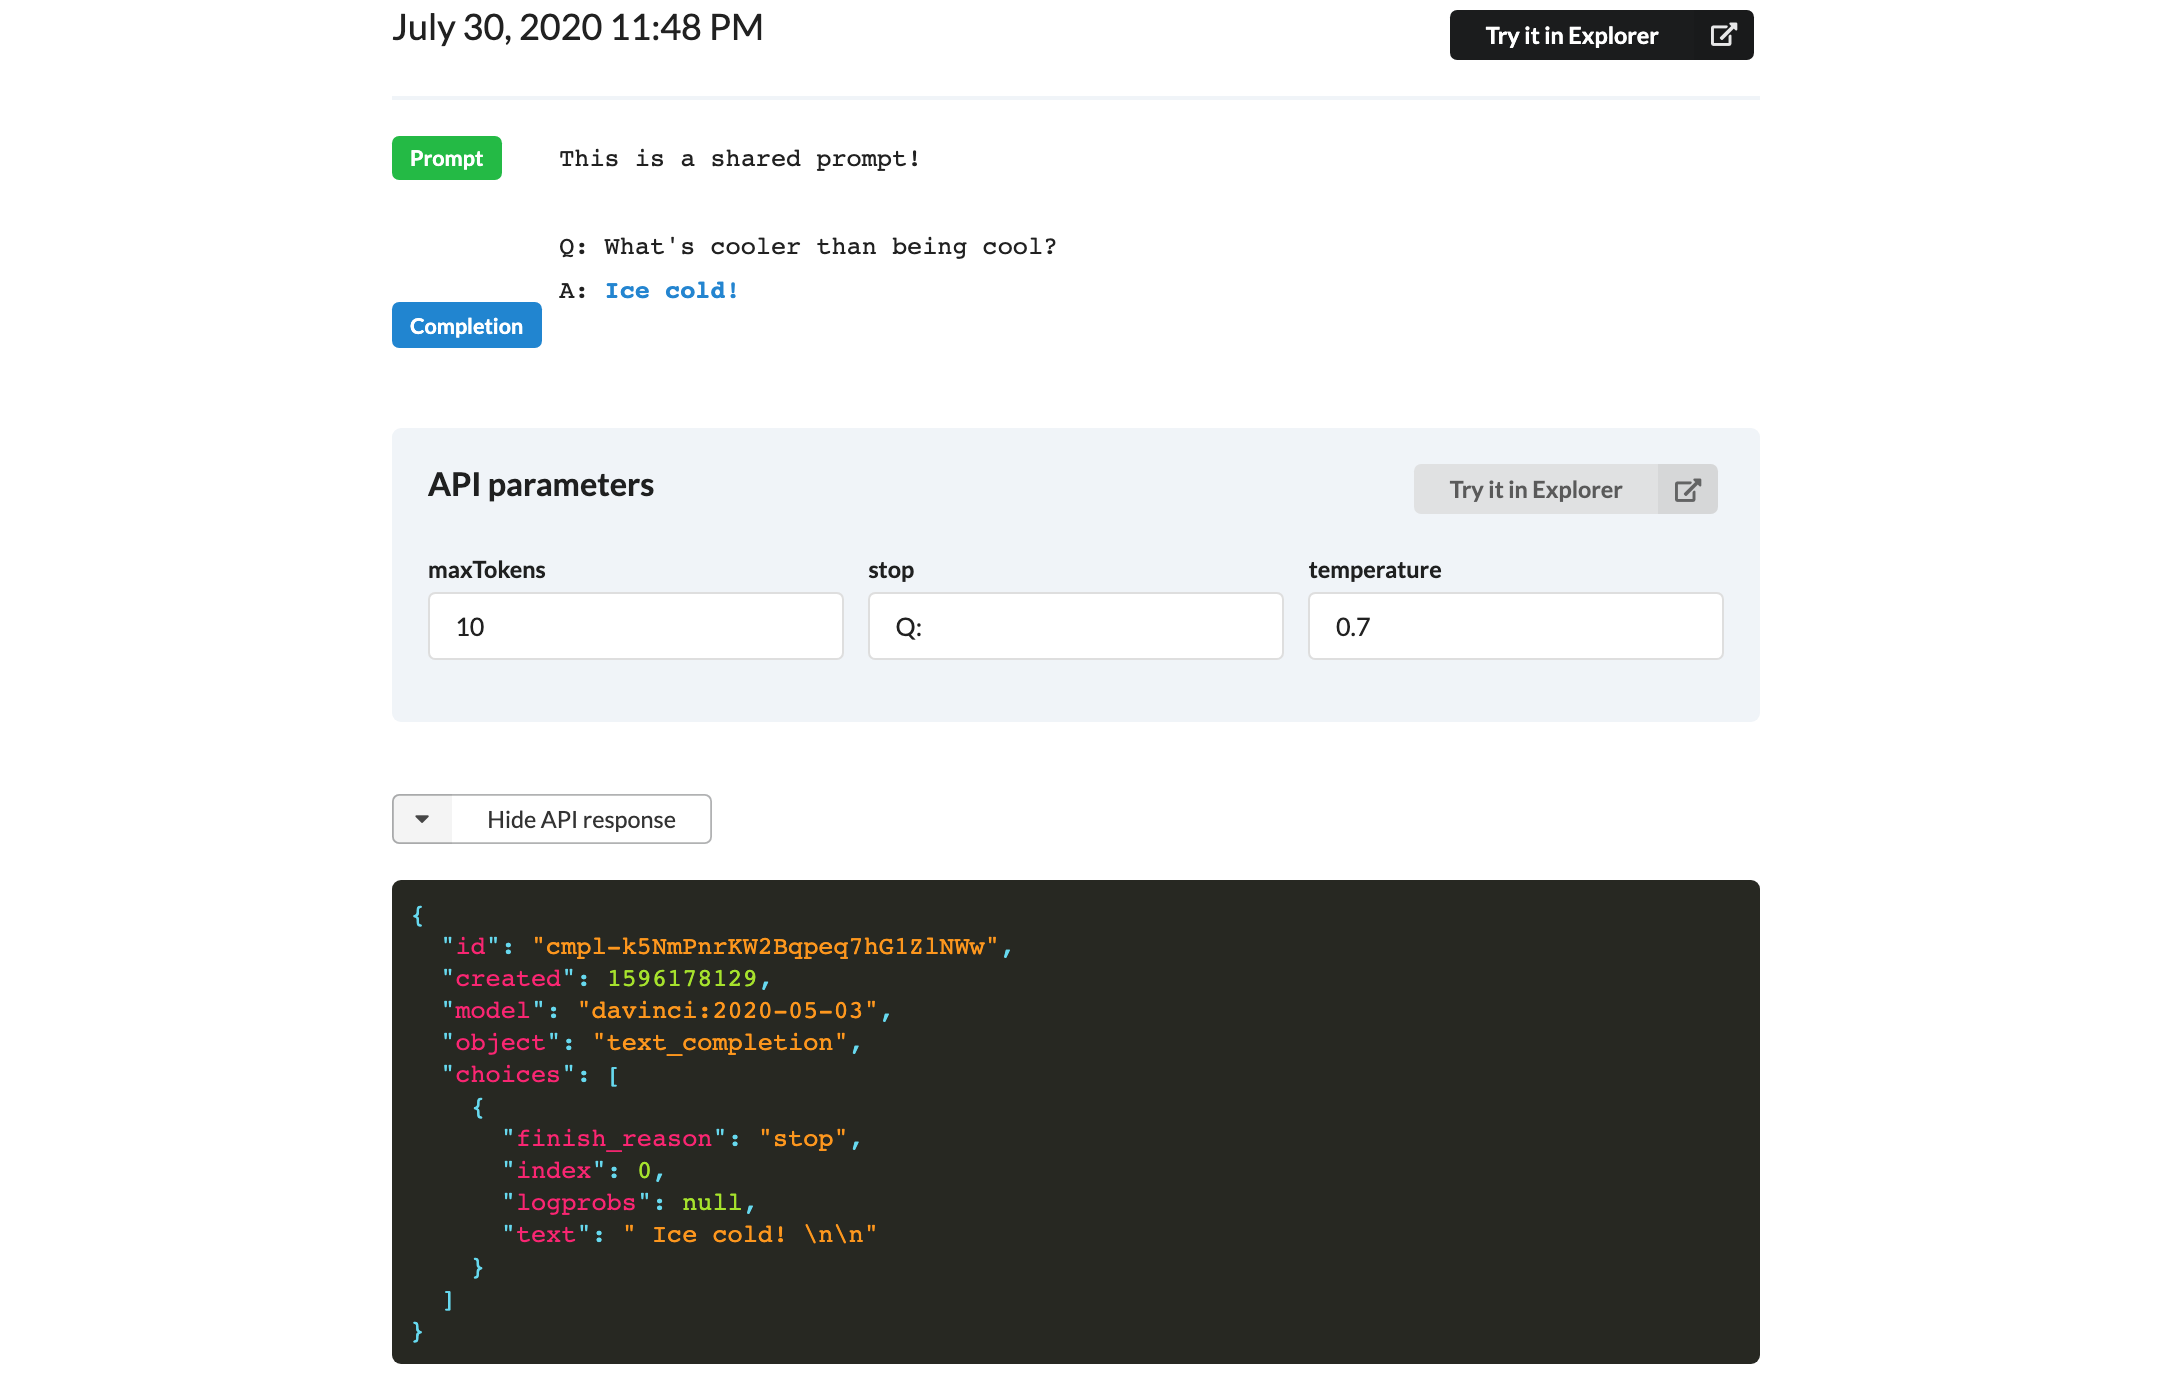 July 30, 2020 11:48 PM
Try it in Explorer
Prompt
This is a shared prompt!
Q: What's cooler than being cool?
A: Ice cold!
Completion
API parameters
Try it in Explorer
maxTokens
stop
temperature
10
Q:
0.7
Hide API response
{
"id": "cmpl-k5NmPnrKW2Bqpeq7hG1ZlNWw",
"created": 1596178129,
"model": "davinci:2020-05-03",
"object": "text_completion",
"choices": [
{
"finish_reason": "stop",
"index": 0,
"logprobs": null,
"text": " Ice cold! \n\n"
}
]
}